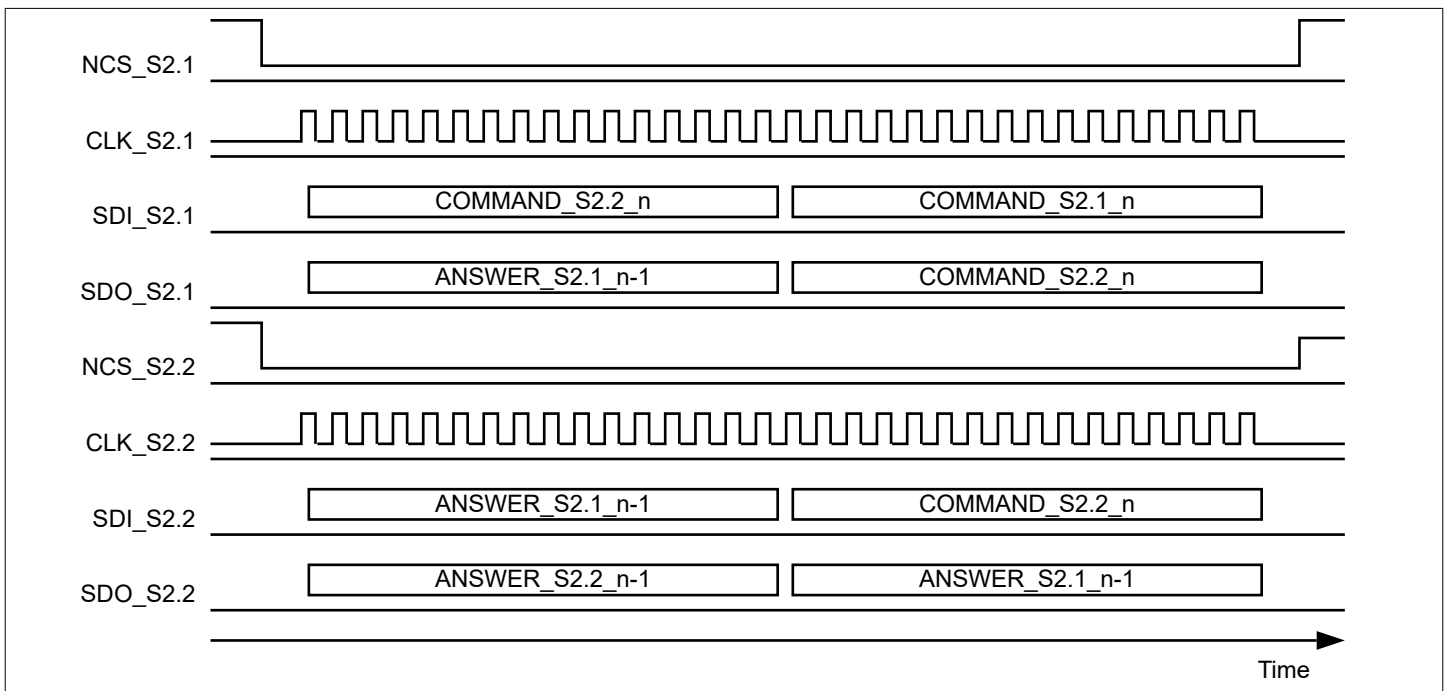 NCS_S2.1
CLK_S2.1
SDI_S2.1 COMMAND_S2.2_n COMMAND_S2.1_n
SDO_S2.1 ANSWER_S2.1_n-1 COMMAND_S2.2_n
NCS_S2.2
CLK_S2.2
SDI_S2.2 ANSWER_S2.1_n-1 COMMAND_S2.2_n
SDO_S2.2 ANSWER_S2.2_n-1 ANSWER_S2.1_n-1
Time